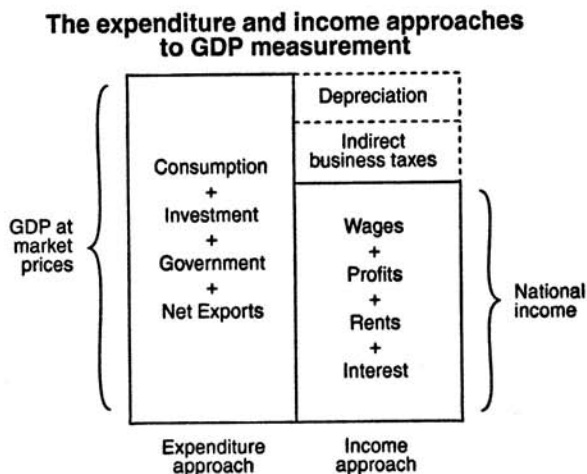 The expenditure and income approaches
to GDP measurement
Depreciation
Indirect
business taxes
Consumption
+
Investment
+
Government
+
Net Exports
GDP at
market
prices
Wages
+
Profits
+
Rents
+
Interest
National
income
Expenditure
approach
Income
approach